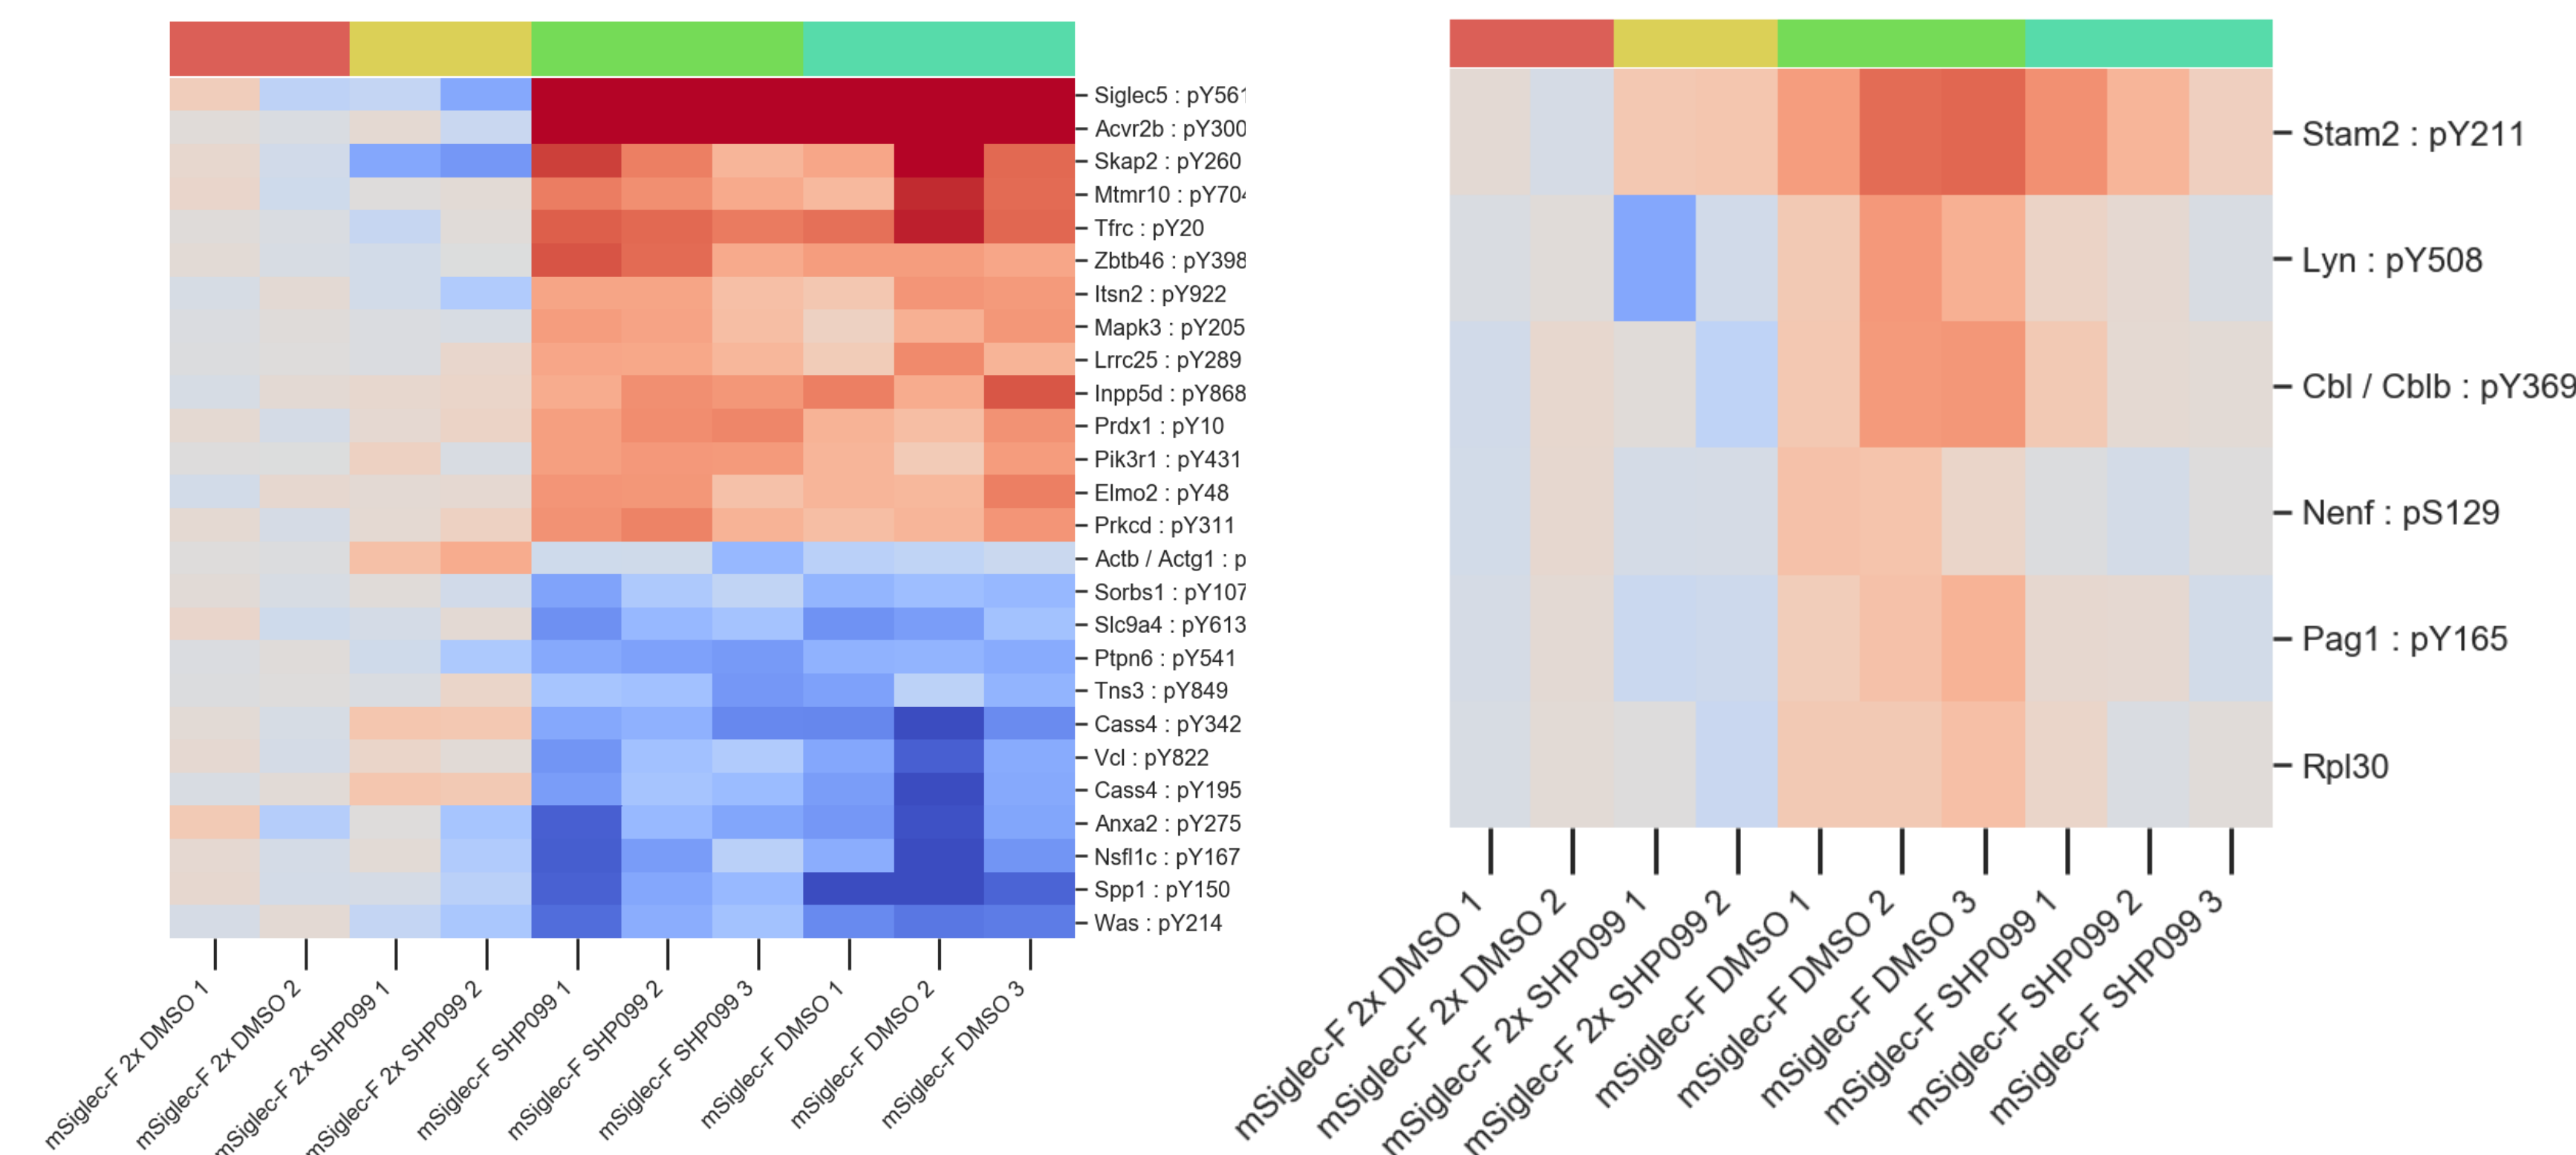 Siglec5 : pY561
Acvr2b : pY300
Skap2 : pY260
Mtmr10 : pY704
Tfrc : pY20
Zbtb46 : pY398
Itsn2 : pY922
Mapk3 : pY205
Lrrc25 : pY289
Inpp5d : pY868
Prdx1 : pY10
Pik3r1 : pY431
Elmo2 : pY48
Prkcd : pY311
Actb / Actg1 : p
Sorbs1 : pY107
Slc9a4 : pY613
Ptpn6 : pY541
Tns3 : pY849
Cass4 : pY342
Vcl : pY822
Cass4 : pY195
Anxa2 : pY275
Nsfl1c : pY167
Spp1 : pY150
Was : pY214
mSiglec-F 2x DMSO 1
mSiglec-F 2x DMSO 2
mSiglec-F 2x SHP099 1
mSiglec-F 2x SHP099 2
mSiglec-F SHP099 1
mSiglec-F SHP099 2
mSiglec-F SHP099 3
mSiglec-F DMSO 1
mSiglec-F DMSO 2
mSiglec-F DMSO 3
Stam2 : pY211
Lyn : pY508
Cbl / Cblb : pY369
Nenf : pS129
Pag1 : pY165
Rpl30
mSiglec-F 2x DMSO 1
mSiglec-F 2x DMSO 2
mSiglec-F 2x SHP099 1
mSiglec-F 2x SHP099 2
mSiglec-F DMSO 1
mSiglec-F DMSO 2
mSiglec-F DMSO 3
mSiglec-F SHP099 1
mSiglec-F SHP099 2
mSiglec-F SHP099 3